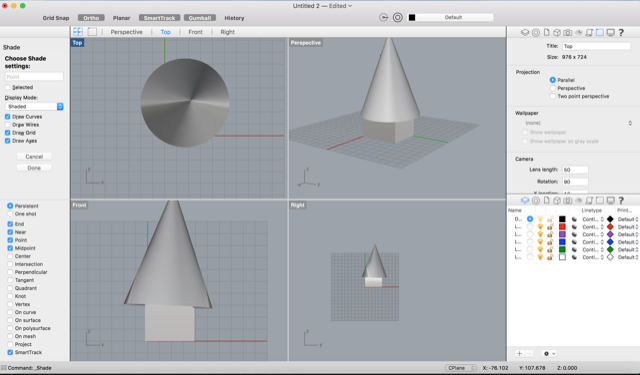 Untitled 2 — Edited
Grid Snap Ortho Planar SmartTrack Gumball History Default
Perspective Top Front Right
Shade
Choose Shade settings:
Point
Selected
Display Mode:
Shaded
Draw Curves
Draw Wires
Draw Grid
Draw Axes
Cancel
Done
Persistent
One shot
End
Near
Point
Midpoint
Center
Intersection
Perpendicular
Tangent
Quadrant
Knot
Vertex
On curve
On surface
On polysurface
On mesh
Project
SmartTrack
Top
y
x
Perspective
z
x
Front
z
x
Right
z
y
Title: Top
Size: 976 x 724
Projection
Parallel
Perspective
Two point perspective
Wallpaper
(none)
Show wallpaper
Show wallpaper as gray scale
Camera
Lens length: 50
Rotation: 90
Name Linetype Print...
D... Conti... Default
L... Conti... Default
L... Conti... Default
L... Conti... Default
L... Conti... Default
L... Conti... Default
Command: _Shade CPlane X: -76.102 Y: 107.678 Z: 0.000